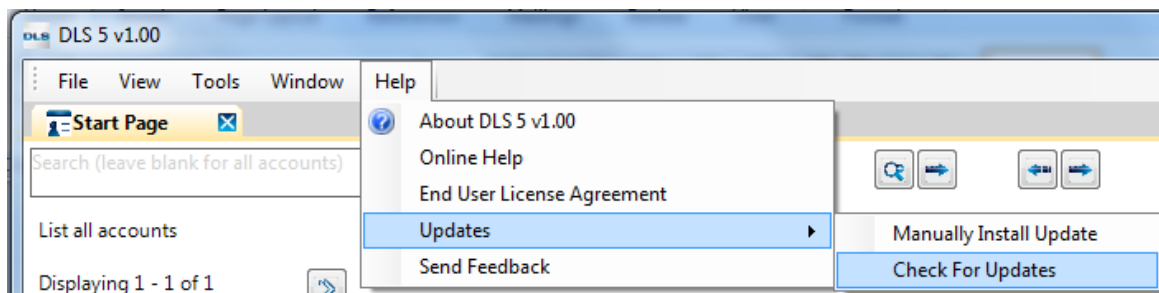 DLS DLS 5 v1.00
File View Tools Window Help
Start Page
About DLS 5 v1.00
Search (leave blank for all accounts)
Online Help
End User License Agreement
List all accounts
Updates
Manually Install Update
Check For Updates
Send Feedback
Displaying 1 - 1 of 1